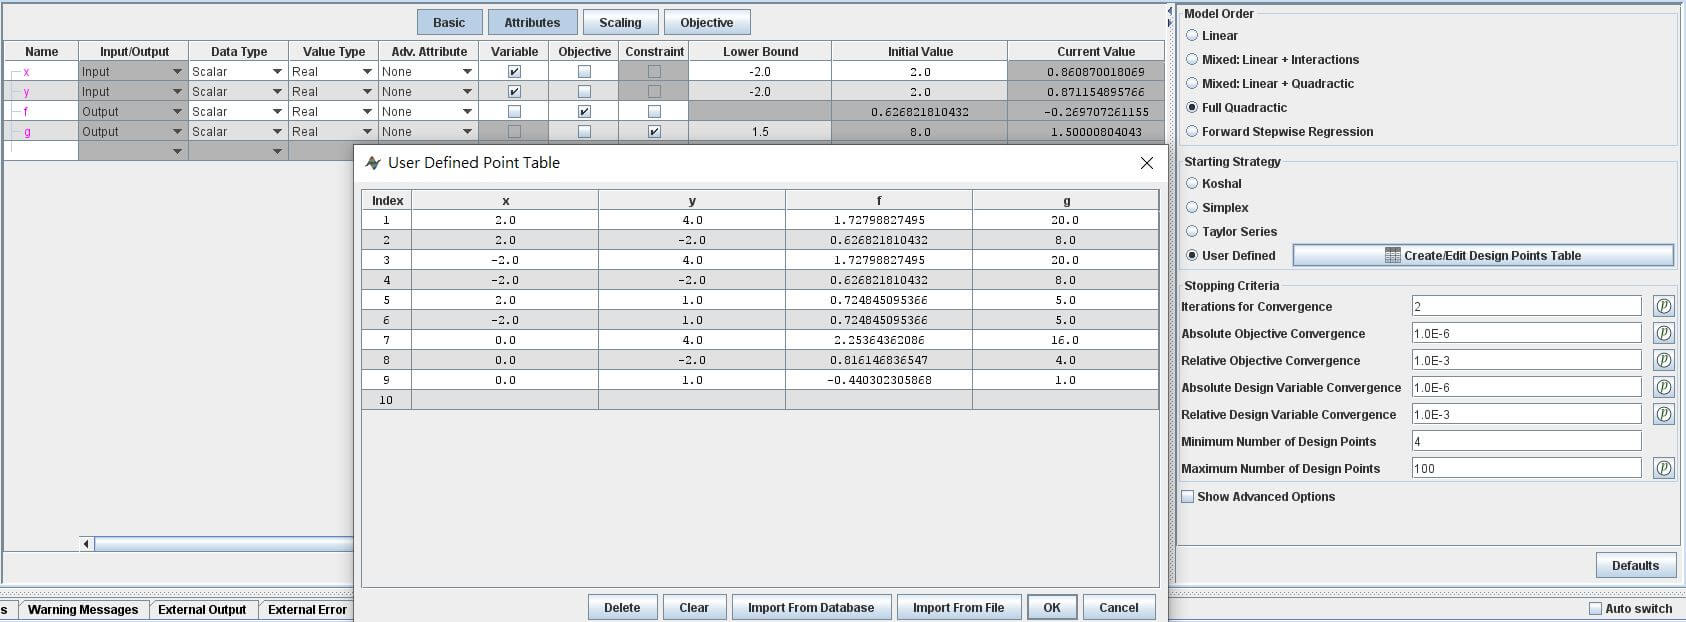 Basic Attributes Scaling Objective
Name Input/Output Data Type Value Type Adv. Attribute Variable Objective Constraint Lower Bound Initial Value Current Value
x Input Scalar Real None -2.0 2.0 0.860870018069
y Input Scalar Real None -2.0 2.0 0.871154895766
f Output Scalar Real None 0.626821810432 -0.269707261155
g Output Scalar Real None 1.5 8.0 1.50000804043
User Defined Point Table
Index x y f g
1 2.0 4.0 1.72798827495 20.0
2 2.0 -2.0 0.626821810432 8.0
3 -2.0 4.0 1.72798827495 20.0
4 -2.0 -2.0 0.626821810432 8.0
5 2.0 1.0 0.724845095366 5.0
6 -2.0 1.0 0.724845095366 5.0
7 0.0 4.0 2.25364362086 16.0
8 0.0 -2.0 0.816146836547 4.0
9 0.0 1.0 -0.440302305868 1.0
10
Delete Clear Import From Database Import From File OK Cancel
s Warning Messages External Output External Error
Model Order
Linear
Mixed: Linear + Interactions
Mixed: Linear + Quadractic
Full Quadractic
Forward Stepwise Regression
Starting Strategy
Koshal
Simplex
Taylor Series
User Defined Create/Edit Design Points Table
Stopping Criteria
Iterations for Convergence 2 p
Absolute Objective Convergence 1.0E-6 p
Relative Objective Convergence 1.0E-3 p
Absolute Design Variable Convergence 1.0E-6 p
Relative Design Variable Convergence 1.0E-3 p
Minimum Number of Design Points 4
Maximum Number of Design Points 100 p
Show Advanced Options
Defaults
Auto switch